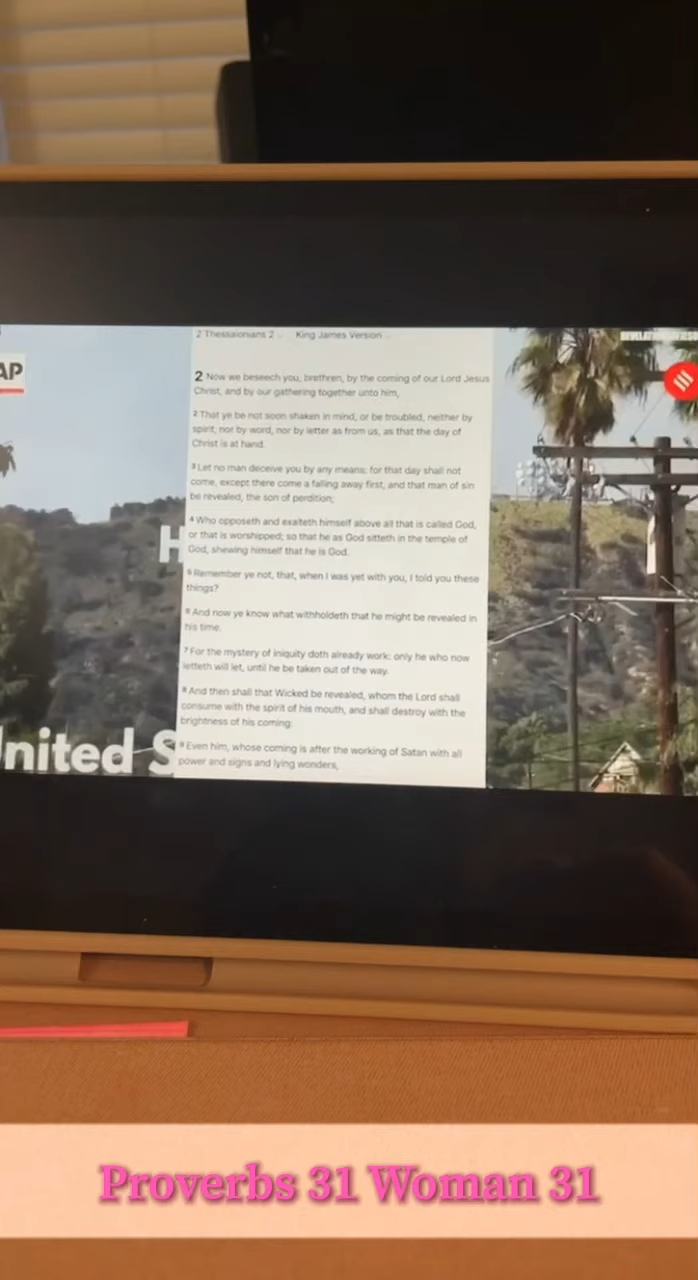 2 Thessalonians 2
King James Version
AP
2 Now we beseech you, brethren, by the coming of our Lord Jesus
Christ, and by our gathering together unto him,
2 That ye be not soon shaken in mind, or be troubled, neither by
spirit, nor by word, nor by letter as from us, as that the day of
Christ is at hand.
3 Let no man deceive you by any means: for that day shall not
come, except there come a falling away first, and that man of sin
be revealed, the son of perdition;
4 Who opposeth and exalteth himself above all that is called God,
or that is worshipped; so that he as God sitteth in the temple of
God, shewing himself that he is God.
H
5 Remember ye not, that, when I was yet with you, I told you these
things?
6 And now ye know what withholdeth that he might be revealed in
his time.
7 For the mystery of iniquity doth already work: only he who now
letteth will let, until he be taken out of the way.
8 And then shall that Wicked be revealed, whom the Lord shall
consume with the spirit of his mouth, and shall destroy with the
brightness of his coming:
9 Even him, whose coming is after the working of Satan with all
power and signs and lying wonders,
United S
Proverbs 31 Woman 31